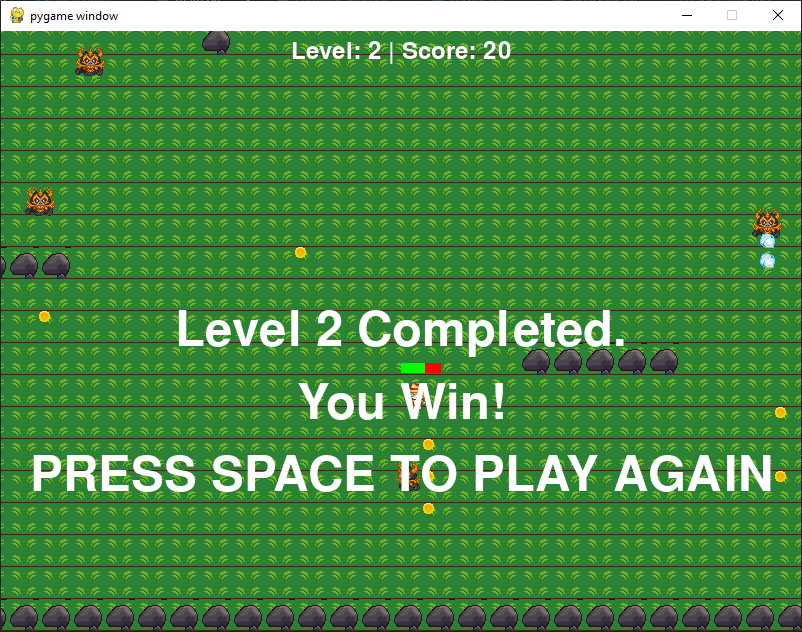 pygame window
Level: 2 | Score: 20
Level 2 Completed.
You Win!
PRESS SPACE TO PLAY AGAIN